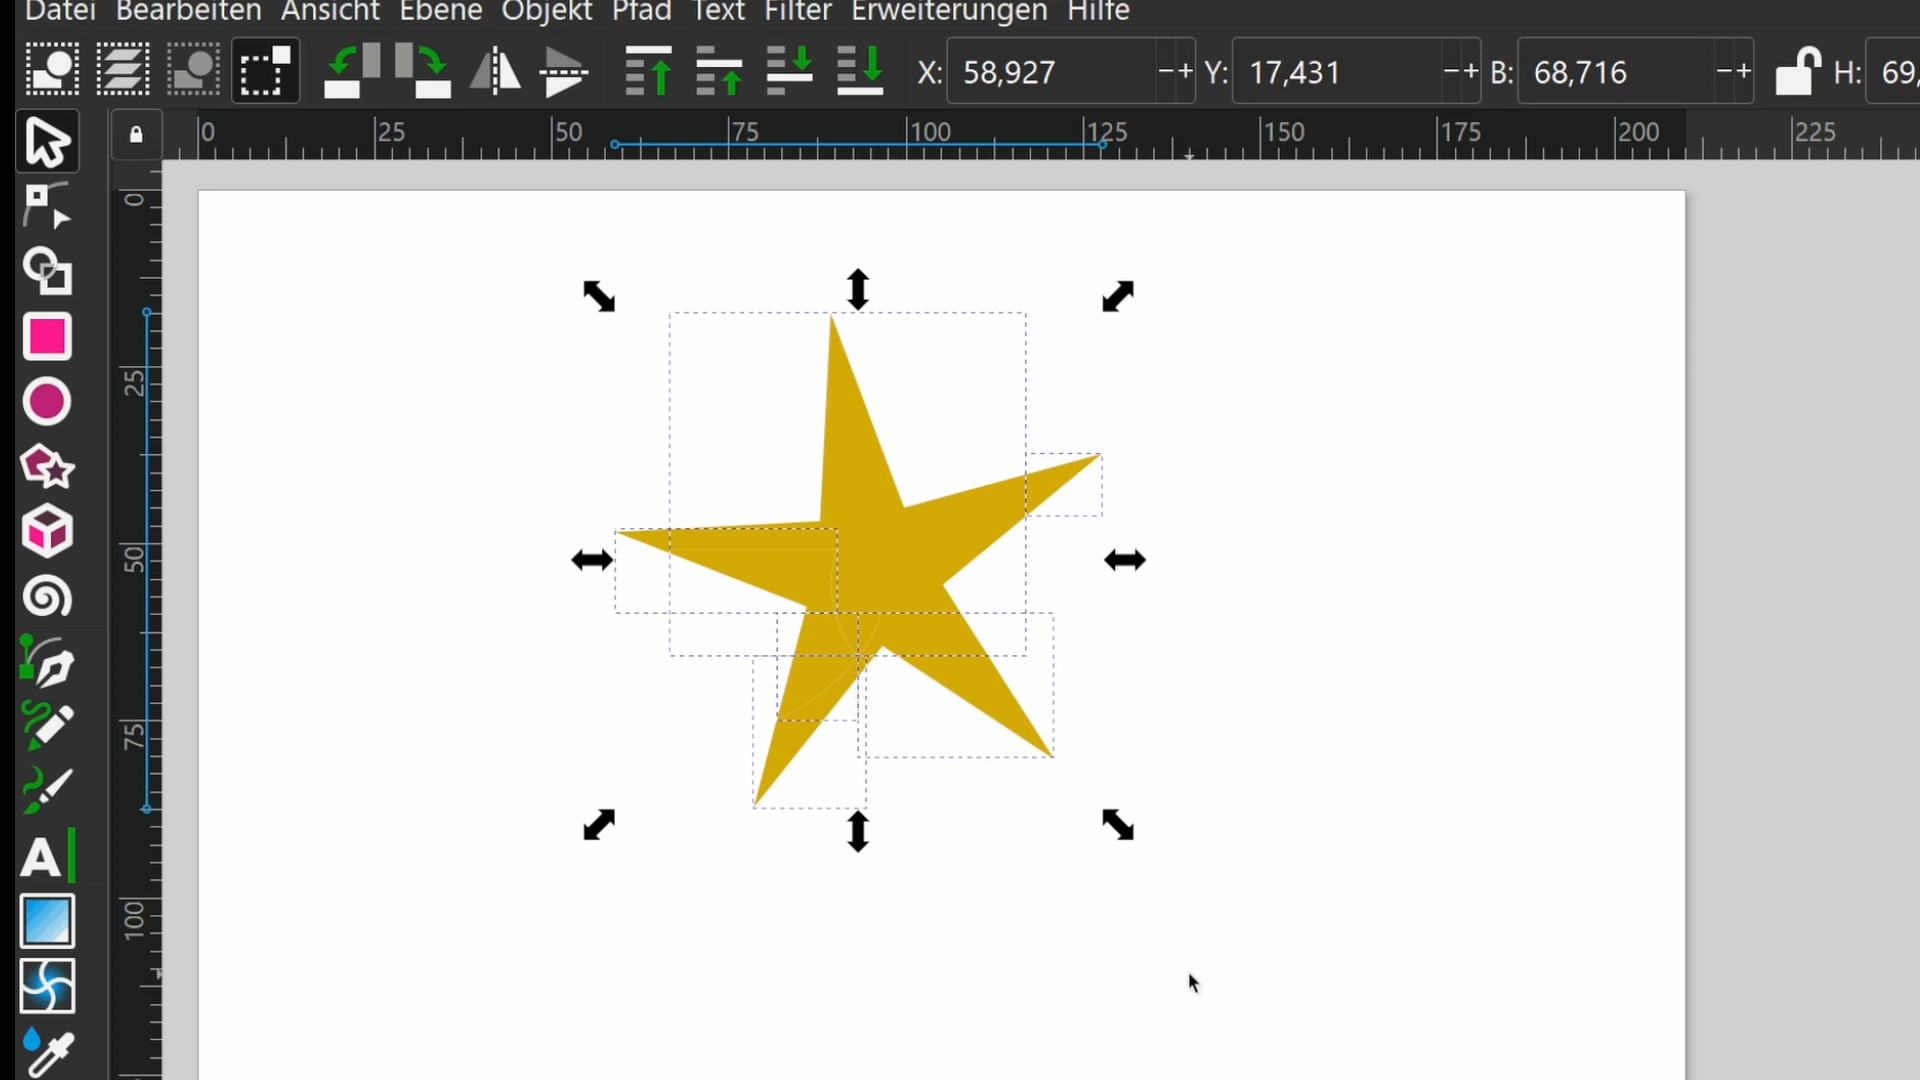 Datei Bearbeiten Ansicht Ebene Objekt Pfad Text Filter Erweiterungen Hilfe
X: 58,927 −+ Y: 17,431 −+ B: 68,716 −+ H: 69,
0 25 50 75 100 125 150 175 200 225
0
25
50
75
100
A